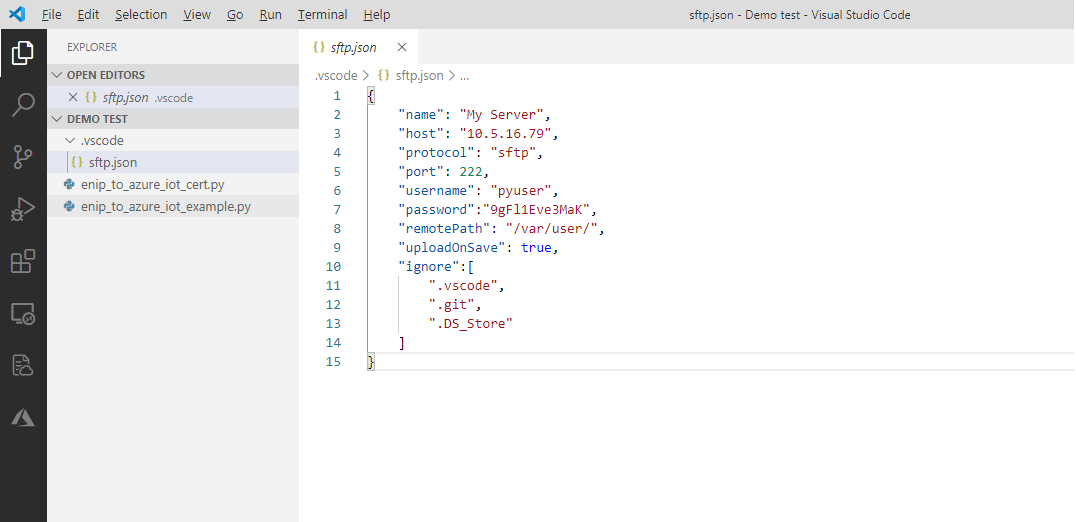 File Edit Selection View Go Run Terminal Help
sftp.json - Demo test - Visual Studio Code
EXPLORER
OPEN EDITORS
{} sftp.json .vscode
DEMO TEST
.vscode
{} sftp.json
enip_to_azure_iot_cert.py
enip_to_azure_iot_example.py
{} sftp.json
.vscode > {} sftp.json > ...
1 {
2 "name": "My Server",
3 "host": "10.5.16.79",
4 "protocol": "sftp",
5 "port": 222,
6 "username": "pyuser",
7 "password":"9gFl1Eve3MaK",
8 "remotePath": "/var/user/",
9 "uploadOnSave": true,
10 "ignore":[
11 ".vscode",
12 ".git",
13 ".DS_Store"
14 ]
15 }